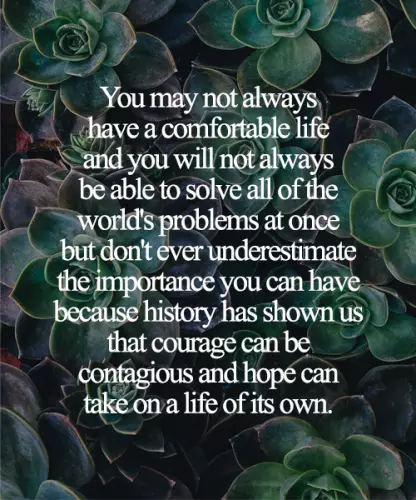 You may not always
have a comfortable life
and you will not always
be able to solve all of the
world's problems at once
but don't ever underestimate
the importance you can have
because history has shown us
that courage can be
contagious and hope can
take on a life of its own.